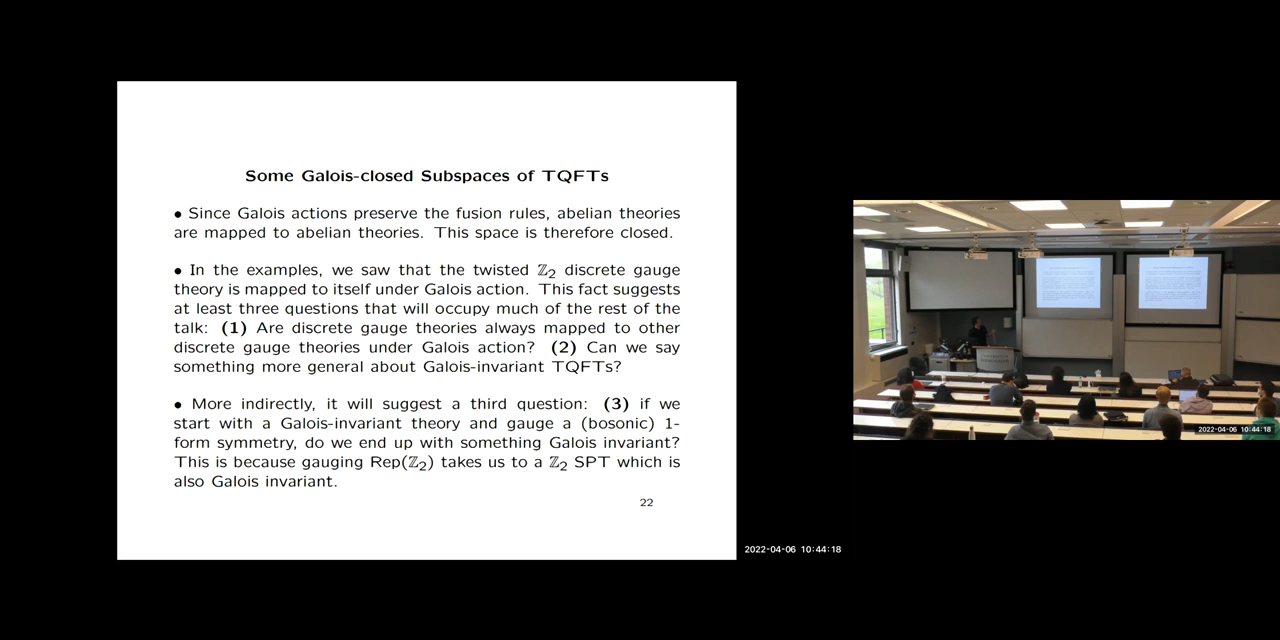 Some Galois-closed Subspaces of TQFTs
• Since Galois actions preserve the fusion rules, abelian theories
are mapped to abelian theories. This space is therefore closed.
• In the examples, we saw that the twisted ℤ₂ discrete gauge
theory is mapped to itself under Galois action. This fact suggests
at least three questions that will occupy much of the rest of the
talk: (1) Are discrete gauge theories always mapped to other
discrete gauge theories under Galois action? (2) Can we say
something more general about Galois-invariant TQFTs?
• More indirectly, it will suggest a third question: (3) if we
start with a Galois-invariant theory and gauge a (bosonic) 1-
form symmetry, do we end up with something Galois invariant?
This is because gauging Rep(ℤ₂) takes us to a ℤ₂ SPT which is
also Galois invariant.
22
2022-04-06 10:44:18
2022-04-06 10:44:18